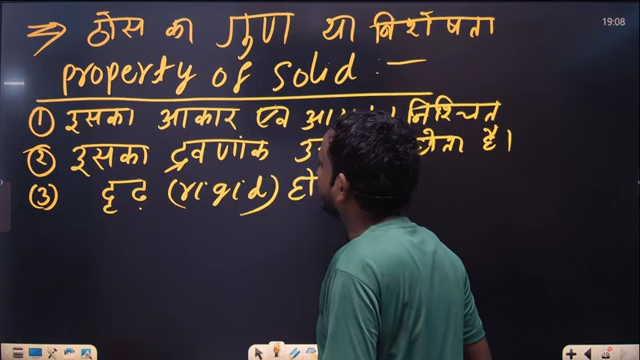 ⇒ ठोस का गुण या विशेषता
property of solid :—
① इसका आकार एवं निश्चित
② इसका द्रवणांक होता है।
③ दृढ़ (rigid)
19:08